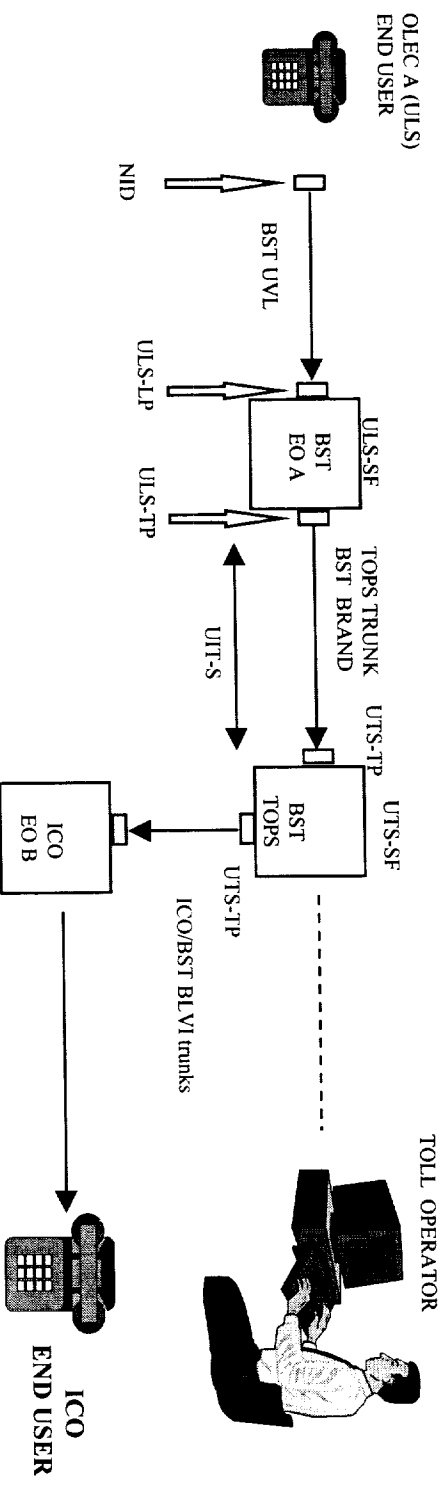 OLEC A (ULS)
END USER
NID
BST UVL
ULS-LP
ULS-SF
BST
EO A
ULS-TP
TOPS TRUNK
BST BRAND
UIT-S
UTS-TP
UTS-SF
BST
TOPS
UTS-TP
ICO/BST BLVI trunks
ICO
EO B
TOLL OPERATOR
ICO
END USER